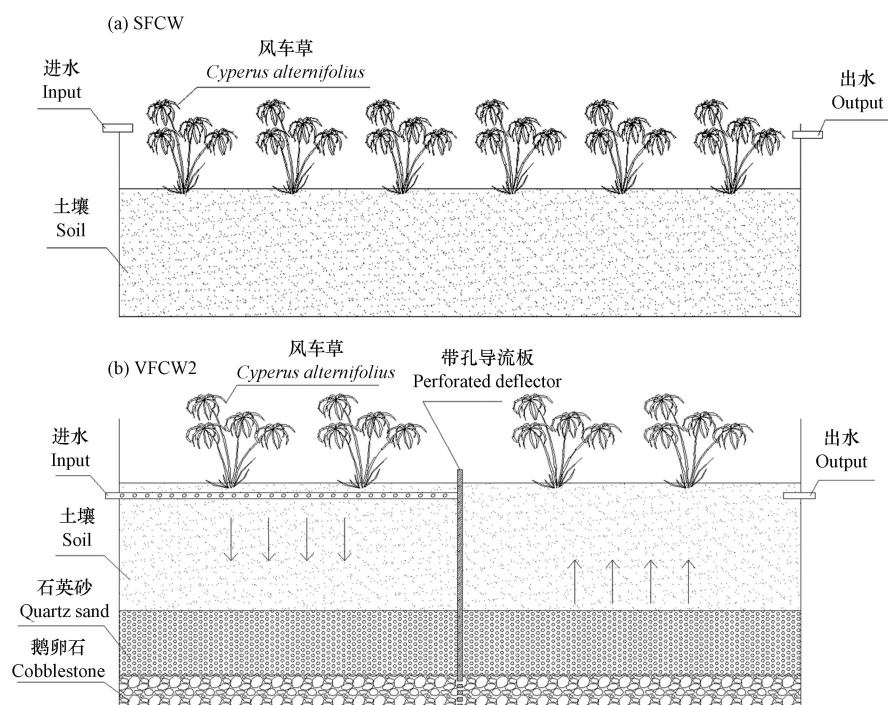 (a) SFCW
风车草
Cyperus alternifolius
进水
Input
出水
Output
土壤
Soil
(b) VFCW2
风车草
Cyperus alternifolius
带孔导流板
Perforated deflector
进水
Input
出水
Output
土壤
Soil
石英砂
Quartz sand
鹅卵石
Cobblestone